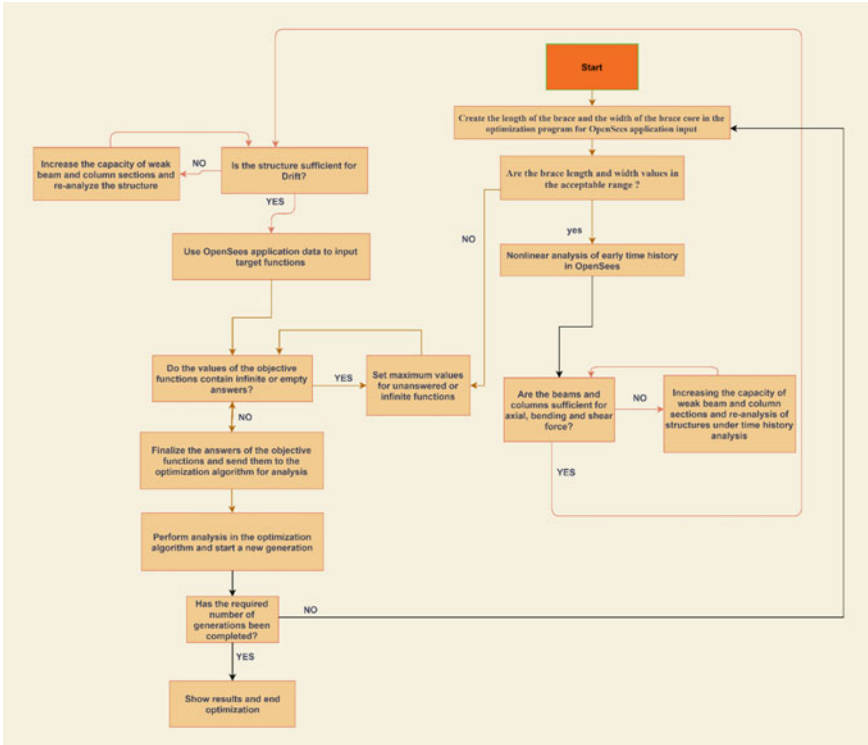 Start
Create the length of the brace and the width of the brace core in the
optimization program for OpenSees application input
Are the brace length and width values in
the acceptable range ?
NO
yes
Nonlinear analysis of early time history
in OpenSees
Are the beams and
columns sufficient for
axial, bending and shear
force?
NO
Increasing the capacity of
weak beam and column
sections and re-analysis of
structures under time history
analysis
YES
Is the structure sufficient for
Drift?
NO
Increase the capacity of weak
beam and column sections and
re-analyze the structure
YES
Use OpenSees application data to input
target functions
Do the values of the objective
functions contain infinite or empty
answers?
YES
Set maximum values
for unanswered or
infinite functions
NO
Finalize the answers of the objective
functions and send them to the
optimization algorithm for analysis
Perform analysis in the optimization
algorithm and start a new generation
Has the required
number of
generations been
completed?
NO
YES
Show results and end
optimization